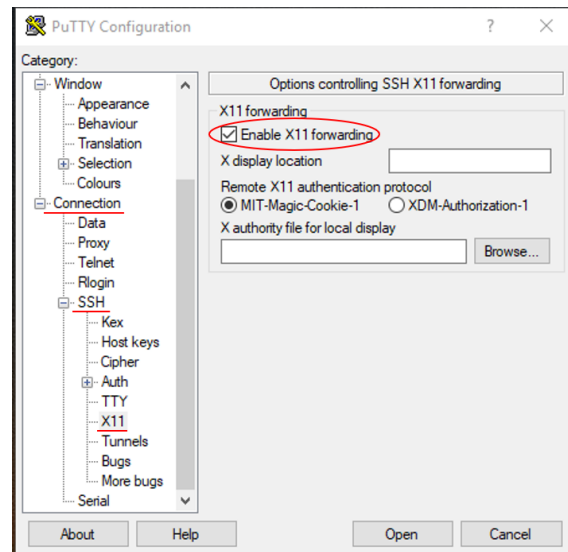 PuTTY Configuration
?
Category:
Window
Appearance
Behaviour
Translation
Selection
Colours
Connection
Data
Proxy
Telnet
Rlogin
SSH
Kex
Host keys
Cipher
Auth
TTY
X11
Tunnels
Bugs
More bugs
Serial
Options controlling SSH X11 forwarding
X11 forwarding
Enable X11 forwarding
X display location
Remote X11 authentication protocol
MIT-Magic-Cookie-1 XDM-Authorization-1
X authority file for local display
Browse...
About Help Open Cancel